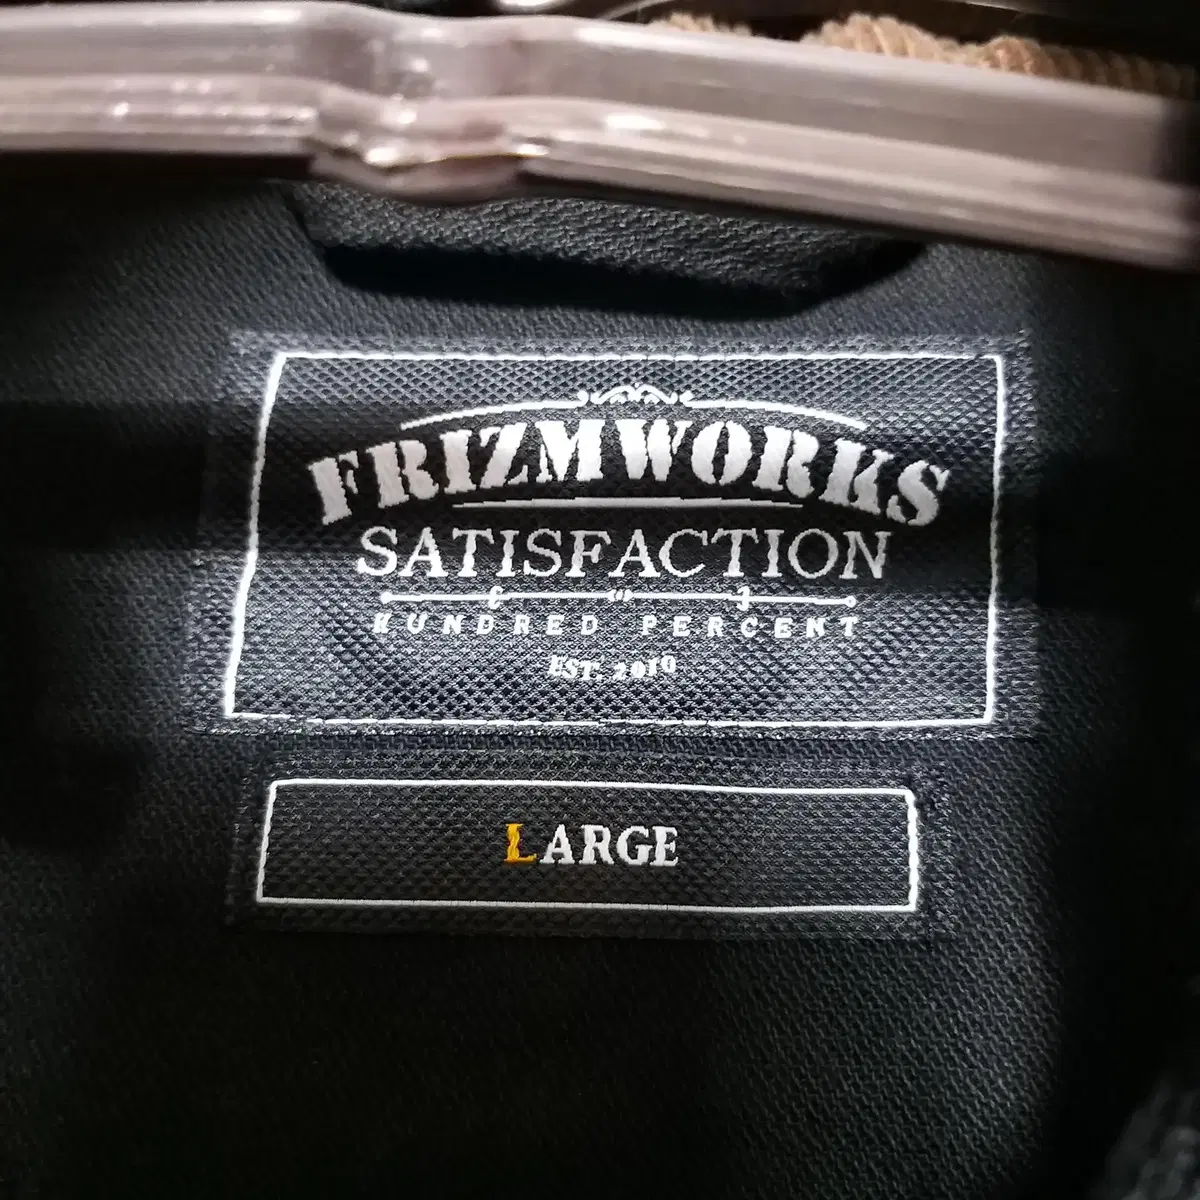 FRIZMWORKS
SATISFACTION
HUNDRED PERCENT
EST. 2010
LARGE